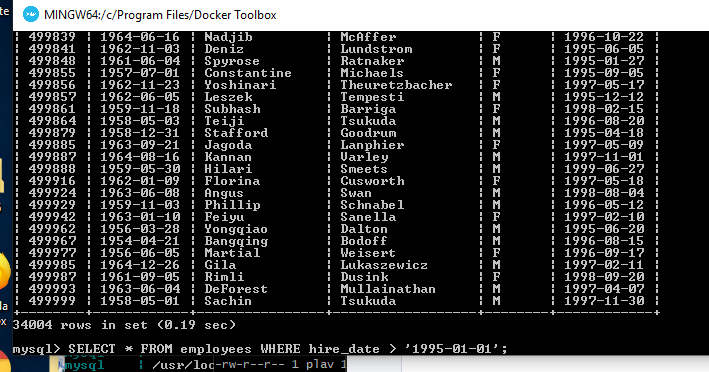 MINGW64:/c/Program Files/Docker Toolbox
| 499839 | 1964-06-16 | Nadjib | McAffer | F | 1996-10-22 |
| 499841 | 1962-11-03 | Deniz | Lundstrom | F | 1995-06-05 |
| 499848 | 1961-06-04 | Spyrose | Ratnaker | M | 1995-01-27 |
| 499855 | 1957-07-01 | Constantine | Michaels | F | 1995-09-05 |
| 499856 | 1962-11-23 | Yoshinari | Theuretzbacher | F | 1997-05-17 |
| 499857 | 1962-06-05 | Leszek | Tempesti | M | 1995-12-12 |
| 499861 | 1959-11-18 | Subhash | Barriga | F | 1998-02-15 |
| 499864 | 1958-05-03 | Teiji | Tsukuda | M | 1996-08-20 |
| 499879 | 1958-12-31 | Stafford | Goodrum | M | 1995-04-18 |
| 499885 | 1963-09-21 | Jagoda | Lanphier | F | 1997-05-09 |
| 499887 | 1964-08-16 | Kannan | Varley | M | 1997-11-01 |
| 499888 | 1959-05-30 | Hilari | Smeets | M | 1999-06-27 |
| 499916 | 1962-01-09 | Florina | Cusworth | F | 1997-05-18 |
| 499924 | 1963-06-08 | Angus | Swan | M | 1998-08-04 |
| 499929 | 1959-11-03 | Phillip | Schnabel | M | 1996-05-12 |
| 499942 | 1963-01-10 | Feiyu | Sanella | F | 1997-02-10 |
| 499962 | 1956-03-28 | Yongqiao | Dalton | M | 1995-06-20 |
| 499967 | 1954-04-21 | Bangqing | Bodoff | M | 1996-08-15 |
| 499977 | 1956-06-05 | Martial | Weisert | F | 1996-09-17 |
| 499985 | 1964-12-26 | Gila | Lukaszewicz | M | 1997-02-11 |
| 499987 | 1961-09-05 | Rimli | Dusink | F | 1998-09-20 |
| 499993 | 1963-06-04 | DeForest | Mullainathan | M | 1997-04-07 |
| 499999 | 1958-05-01 | Sachin | Tsukuda | M | 1997-11-30 |
34004 rows in set (0.19 sec)
mysql> SELECT * FROM employees WHERE hire_date > '1995-01-01';
mysql | /usr/loc-rw-r--r-- 1 plav 1